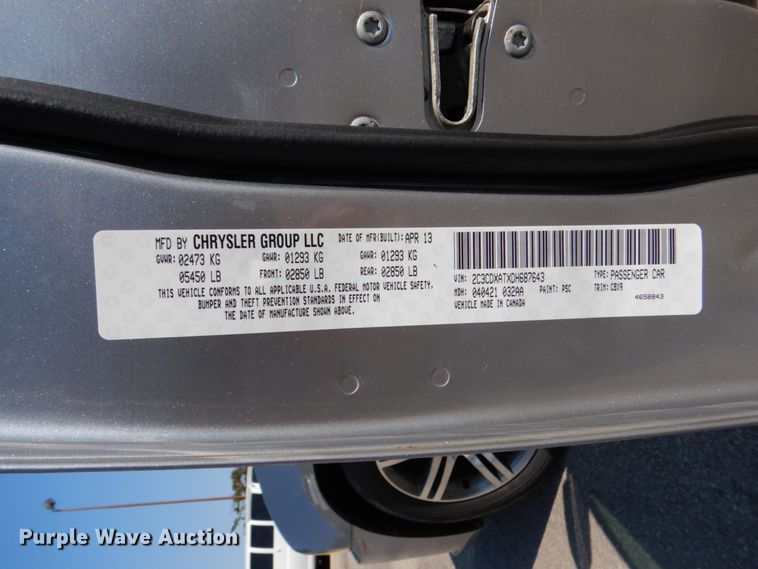 MFD BY CHRYSLER GROUP LLC DATE OF MFR(BUILT): APR 13
GVWR: 02473 KG GAWR: 01293 KG GAWR: 01293 KG
05450 LB FRONT: 02850 LB REAR: 02850 LB
THIS VEHICLE CONFORMS TO ALL APPLICABLE U.S.A. FEDERAL MOTOR VEHICLE SAFETY,
BUMPER AND THEFT PREVENTION STANDARDS IN EFFECT ON
THE DATE OF MANUFACTURE SHOWN ABOVE.
VIN: 2C3CDXATXDH687643 TYPE: PASSENGER CAR
MDH: 040421 032AA PAINT: PSC TRIM: CBX9
VEHICLE MADE IN CANADA 4658843
Purple Wave Auction